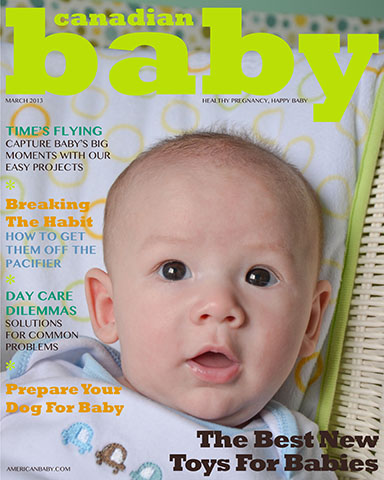 canadian
baby
MARCH 2013
HEALTHY PREGNANCY, HAPPY BABY
TIME'S FLYING
CAPTURE BABY'S BIG
MOMENTS WITH OUR
EASY PROJECTS
*
Breaking
The Habit
HOW TO GET
THEM OFF THE
PACIFIER
*
DAY CARE
DILEMMAS
SOLUTIONS
FOR COMMON
PROBLEMS
*
Prepare Your
Dog For Baby
The Best New
Toys For Babies
AMERICANBABY.COM